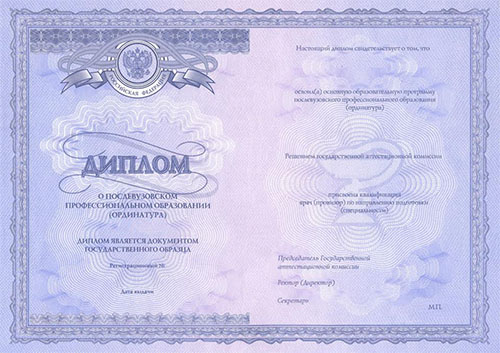 РОССИЙСКАЯ ФЕДЕРАЦИЯ
ДИПЛОМ
О ПОСЛЕВУЗОВСКОМ
ПРОФЕССИОНАЛЬНОМ ОБРАЗОВАНИИ
(ОРДИНАТУРА)
ДИПЛОМ ЯВЛЯЕТСЯ ДОКУМЕНТОМ
ГОСУДАРСТВЕННОГО ОБРАЗЦА
Регистрационный №
Дата выдачи
Настоящий диплом свидетельствует о том, что
освоил(а) основную образовательную программу
послевузовского профессионального образования
(ординатура)
Решением государственной аттестационной комиссии
присвоена квалификация
врач (провизор) по направлению подготовки
(специальности)
Председатель Государственной
аттестационной комиссии
Ректор (Директор)
Секретарь
М.П.